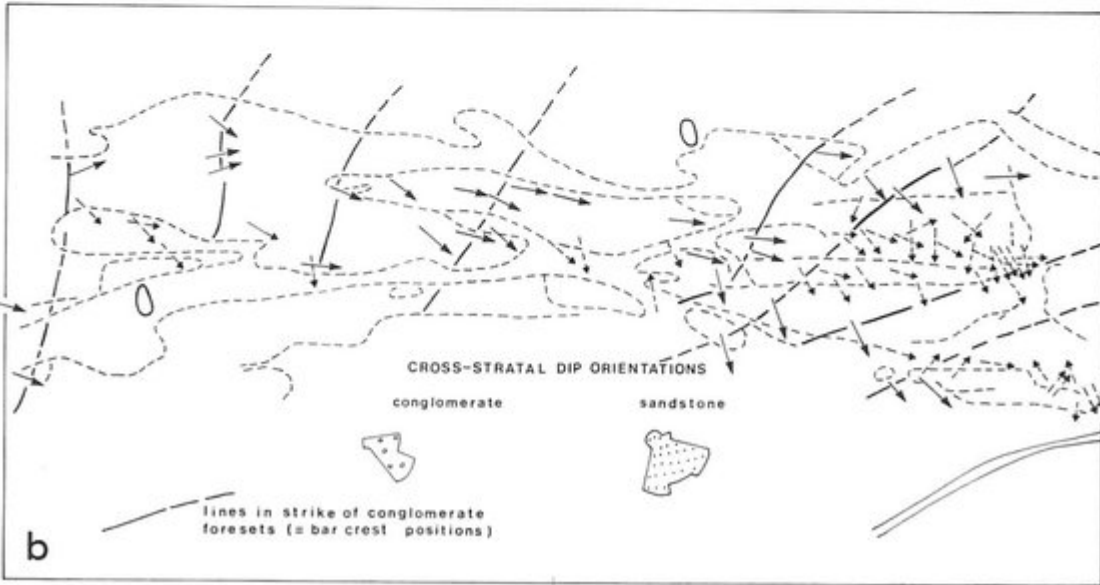 CROSS-STRATAL DIP ORIENTATIONS
conglomerate sandstone
lines in strike of conglomerate
foresets (= bar crest positions)
b